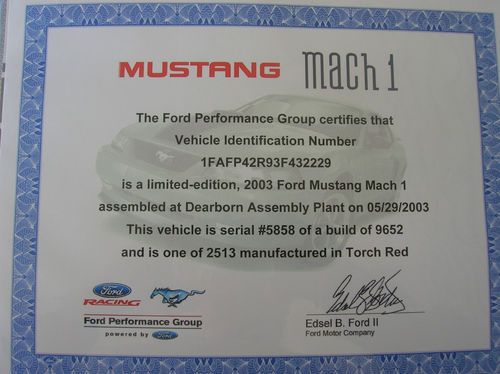 MUSTANG mach 1
The Ford Performance Group certifies that
Vehicle Identification Number
1FAFP42R93F432229
is a limited-edition, 2003 Ford Mustang Mach 1
assembled at Dearborn Assembly Plant on 05/29/2003
This vehicle is serial #5858 of a build of 9652
and is one of 2513 manufactured in Torch Red
Ford
RACING
Ford Performance Group
powered by Ford
Edsel B. Ford II
Edsel B. Ford II
Ford Motor Company